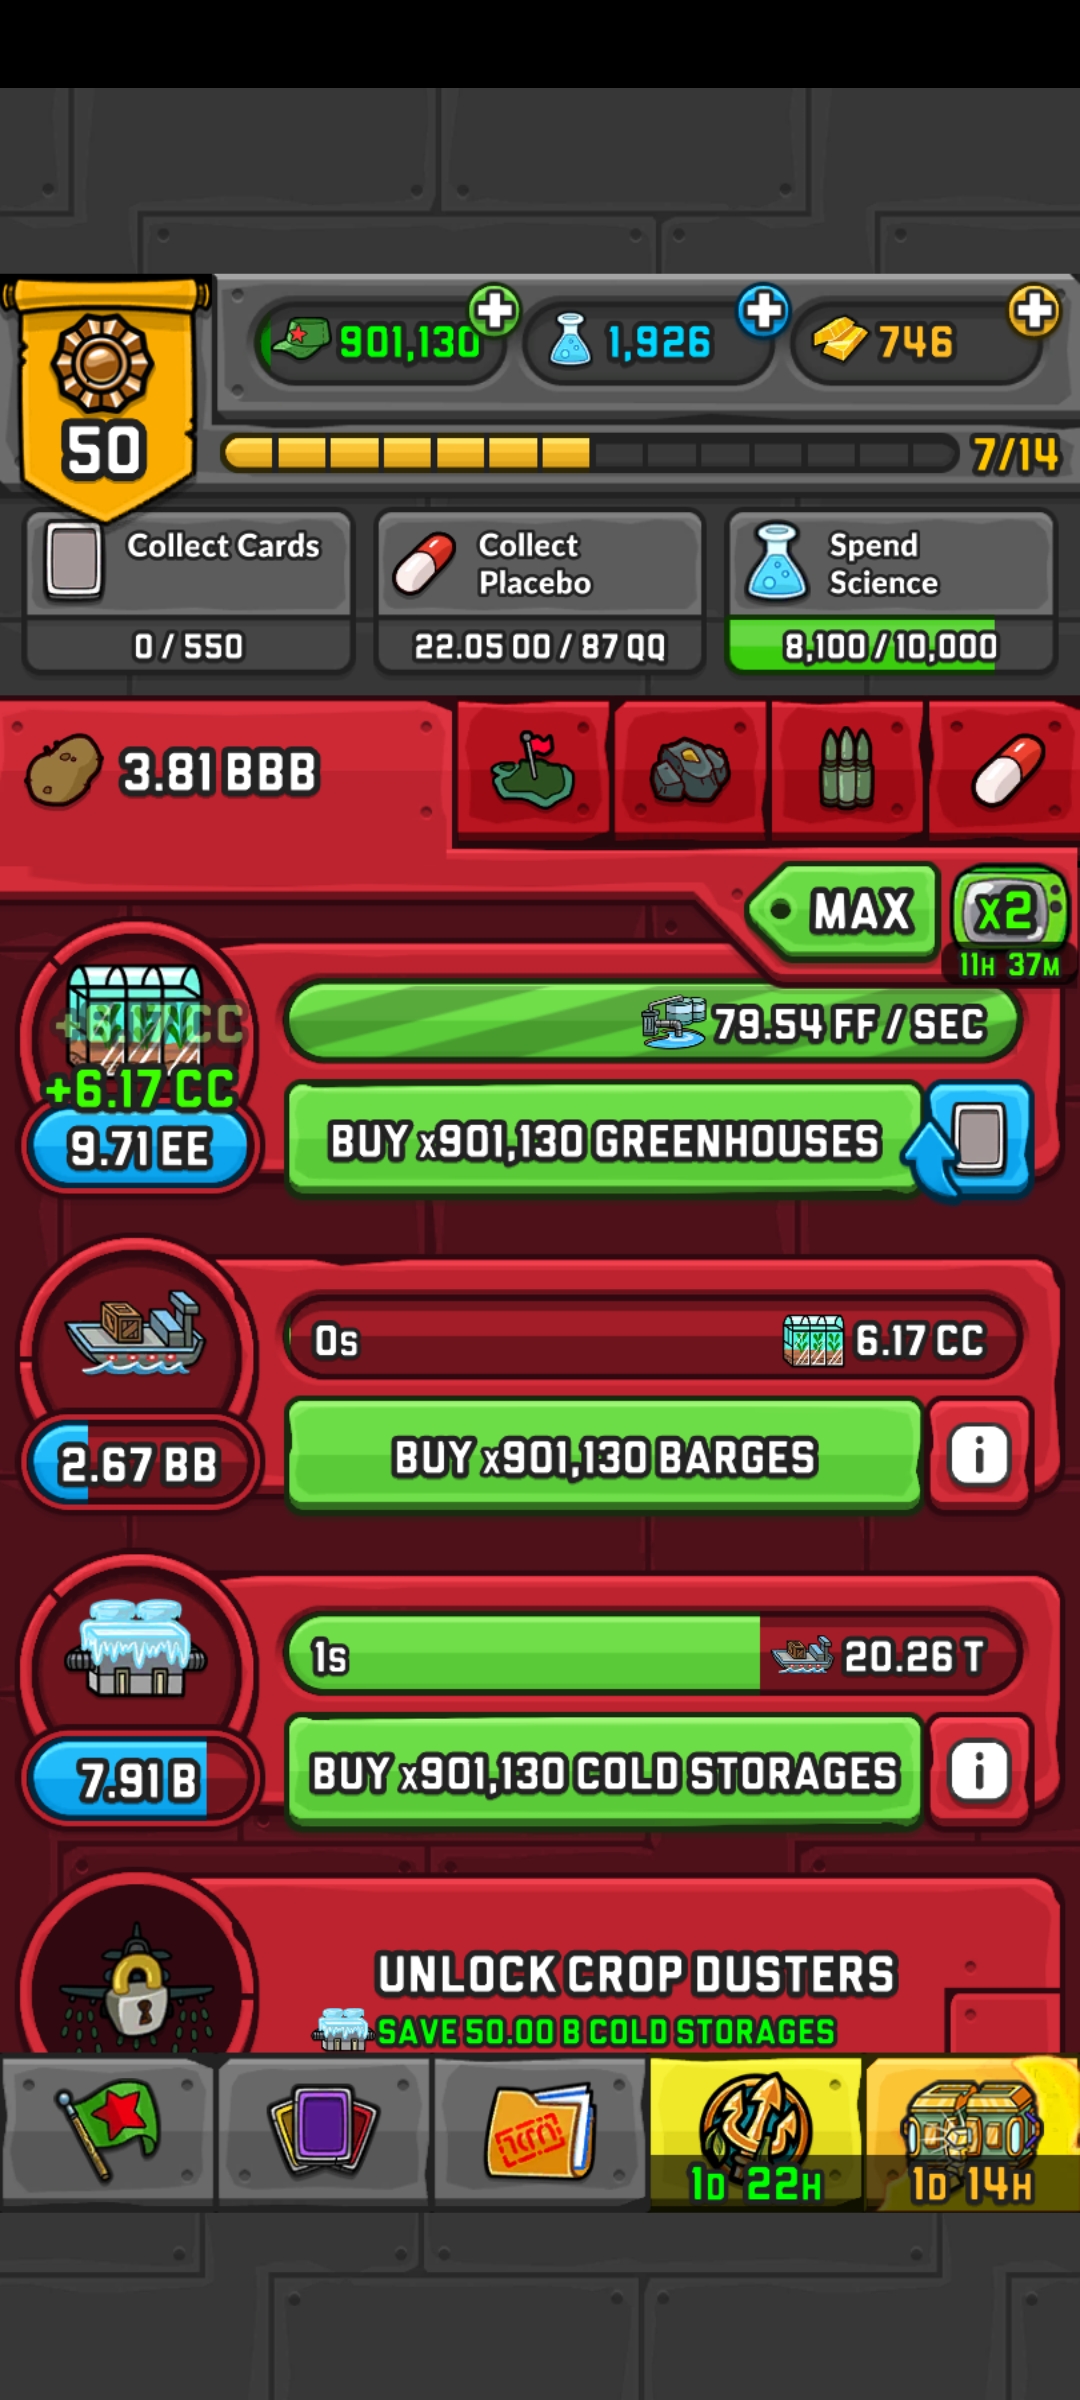 901,130
1,926
746
50
7/14
Collect Cards
0 / 550
Collect
Placebo
22.05 OO / 87 QQ
Spend
Science
8,100 / 10,000
3.81 BBB
MAX
x2
11H 37M
+6.17 CC
+6.17 CC
9.71 EE
79.54 FF / SEC
BUY x901,130 GREENHOUSES
0s
6.17 CC
2.67 BB
BUY x901,130 BARGES
i
1s
20.26 T
7.91 B
BUY x901,130 COLD STORAGES
i
UNLOCK CROP DUSTERS
SAVE 50.00 B COLD STORAGES
1D 22H
1D 14H